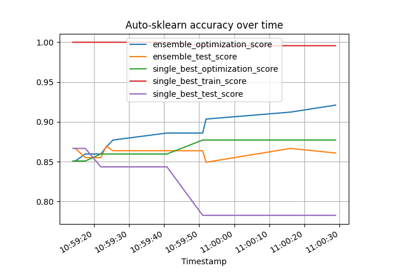 Auto-sklearn accuracy over time
1.00
0.95
0.90
0.85
0.80
ensemble_optimization_score
ensemble_test_score
single_best_optimization_score
single_best_train_score
single_best_test_score
10:59:20
10:59:30
10:59:40
10:59:50
11:00:00
11:00:10
11:00:20
11:00:30
Timestamp